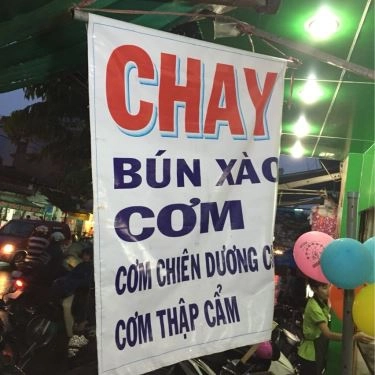 CHAY
BÚN XÀO
CƠM
CƠM CHIÊN DƯƠNG C
CƠM THẬP CẨM